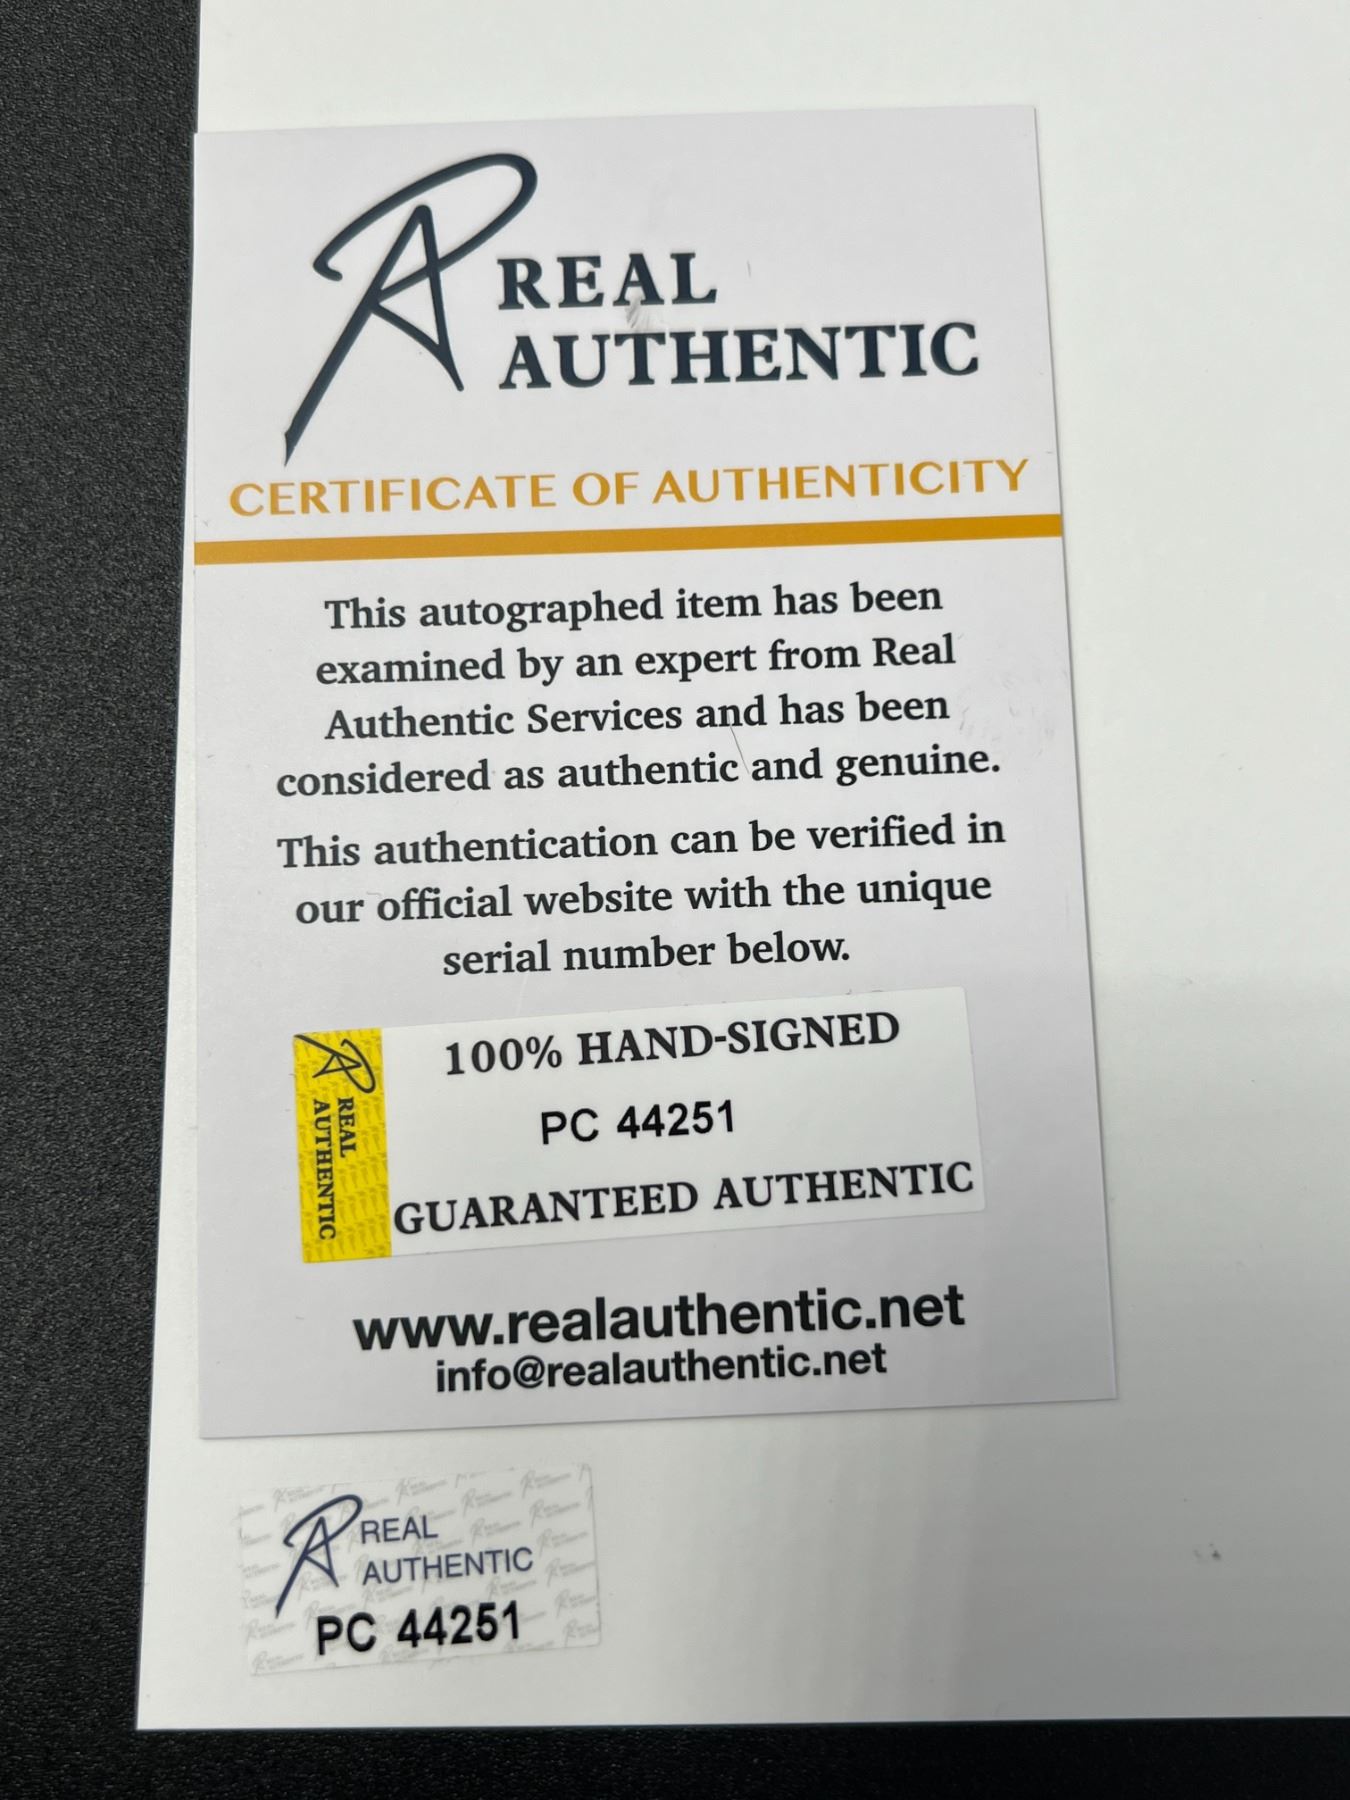 REAL
AUTHENTIC
CERTIFICATE OF AUTHENTICITY
This autographed item has been
examined by an expert from Real
Authentic Services and has been
considered as authentic and genuine.
This authentication can be verified in
our official website with the unique
serial number below.
REAL
AUTHENTIC
100% HAND-SIGNED
PC 44251
GUARANTEED AUTHENTIC
www.realauthentic.net
info@realauthentic.net
REAL
AUTHENTIC
PC 44251